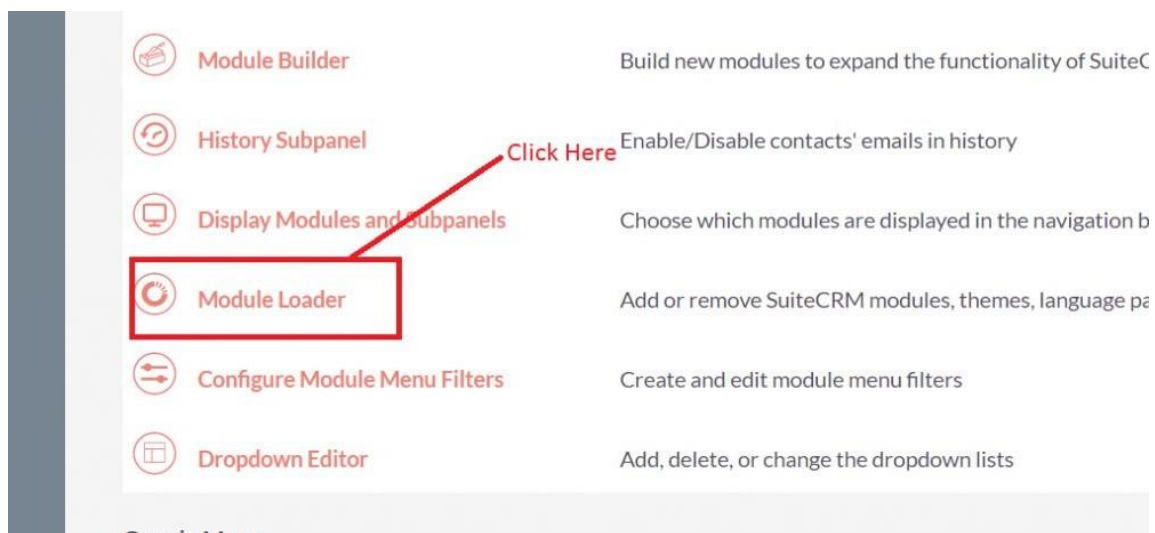 Module Builder
Build new modules to expand the functionality of
History Subpanel
Click Here
Enable/Disable contacts' emails in history
Display Modules and Subpanels
Choose which modules are displayed in the navigation
Module Loader
Add or remove SuiteCRM modules, themes, language
Configure Module Menu Filters
Create and edit module menu filters
Dropdown Editor
Add, delete, or change the dropdown lists